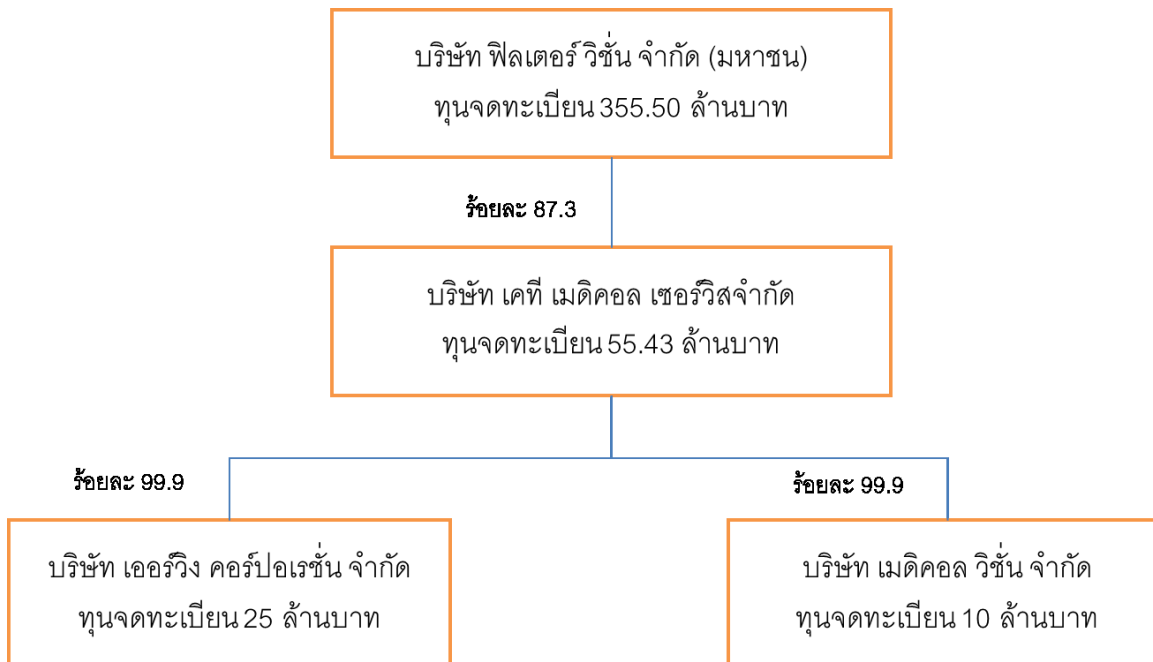 บริษัท ฟิลเตอร์ วิชั่น จำกัด (มหาชน)
ทุนจดทะเบียน 355.50 ล้านบาท
ร้อยละ 87.3
บริษัท เคที เมดิคอล เซอร์วิสจำกัด
ทุนจดทะเบียน 55.43 ล้านบาท
ร้อยละ 99.9
ร้อยละ 99.9
บริษัท เออร์วิง คอร์ปอเรชั่น จำกัด
ทุนจดทะเบียน 25 ล้านบาท
บริษัท เมดิคอล วิชั่น จำกัด
ทุนจดทะเบียน 10 ล้านบาท